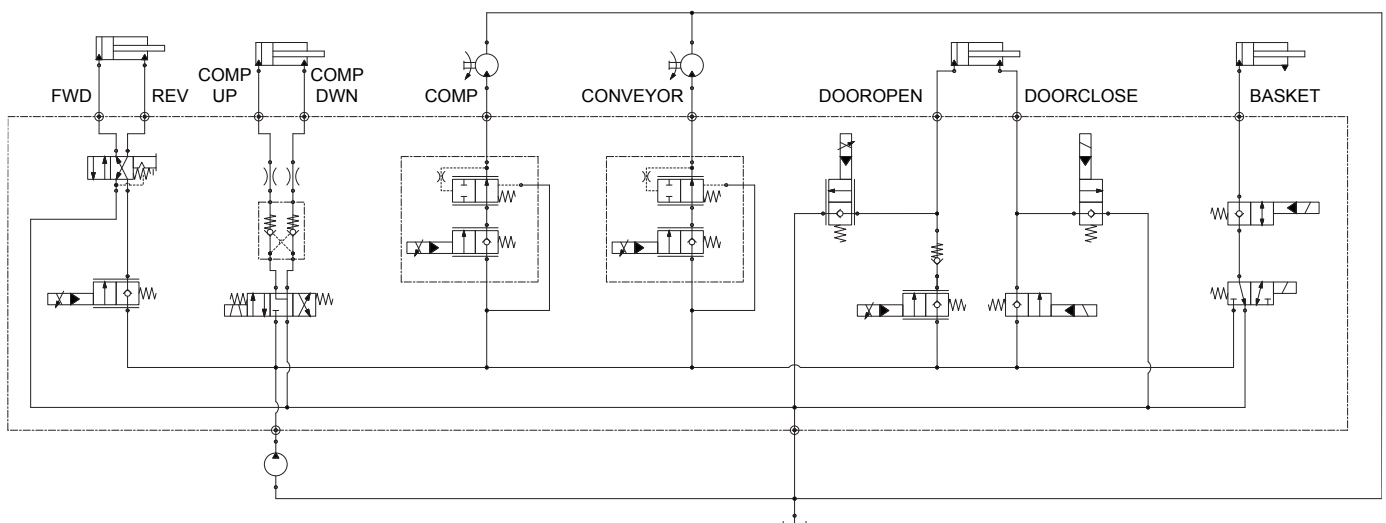 COMP
UP
COMP
DWN
FWD
REV
COMP
CONVEYOR
DOOROPEN
DOORCLOSE
BASKET